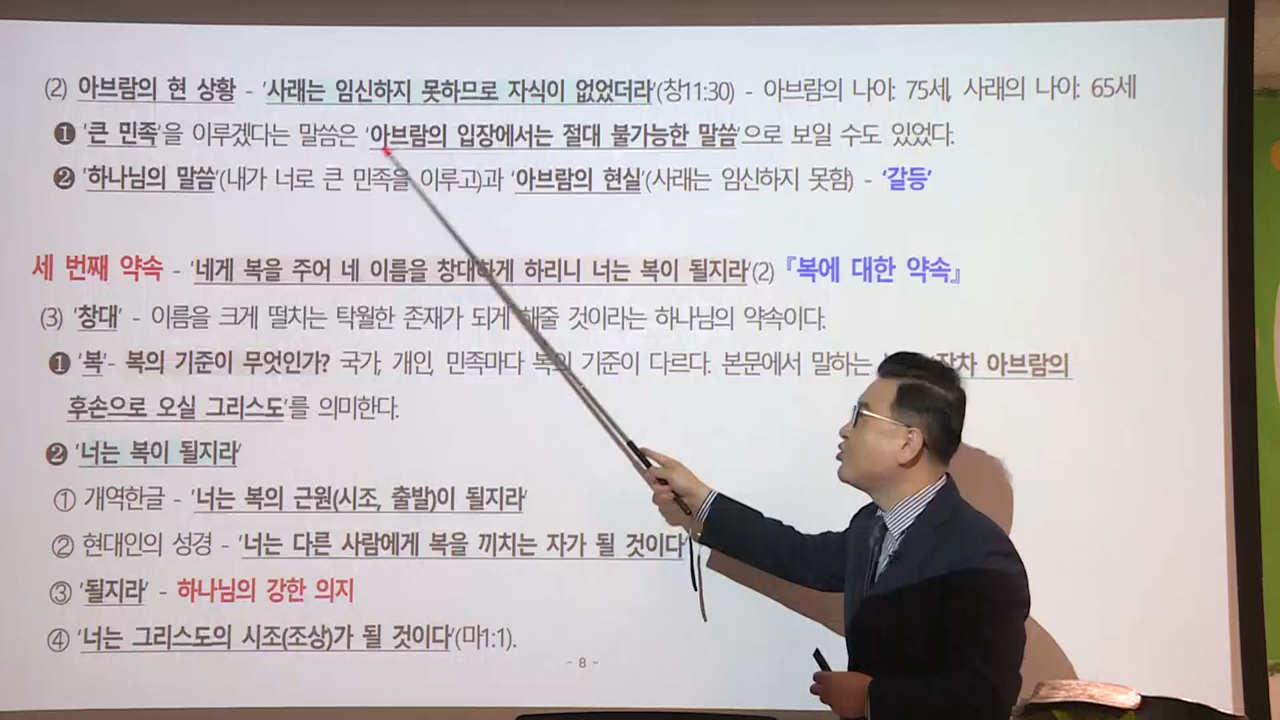 (2) 아브람의 현 상황 - '사래는 임신하지 못하므로 자식이 없었더라'(창11:30) - 아브람의 나이: 75세, 사래의 나이: 65세
❶ '큰 민족'을 이루겠다는 말씀은 '아브람의 입장에서는 절대 불가능한 말씀'으로 보일 수도 있었다.
❷ '하나님의 말씀'(내가 너로 큰 민족을 이루고)과 '아브람의 현실'(사래는 임신하지 못함) - '갈등'
세 번째 약속 - '네게 복을 주어 네 이름을 창대하게 하리니 너는 복이 될지라'(2) 『복에 대한 약속』
(3) '창대' - 이름을 크게 떨치는 탁월한 존재가 되게 해줄 것이라는 하나님의 약속이다.
❶ '복'- 복의 기준이 무엇인가? 국가, 개인, 민족마다 복의 기준이 다르다. 본문에서 말하는 아브람의
후손으로 오실 그리스도'를 의미한다.
❷ '너는 복이 될지라'
① 개역한글 - '너는 복의 근원(시조, 출발)이 될지라'
② 현대인의 성경 - '너는 다른 사람에게 복을 끼치는 자가 될 것이다'
③ '될지라' - 하나님의 강한 의지
④ '너는 그리스도의 시조(조상)가 될 것이다'(마1:1).
- 8 -